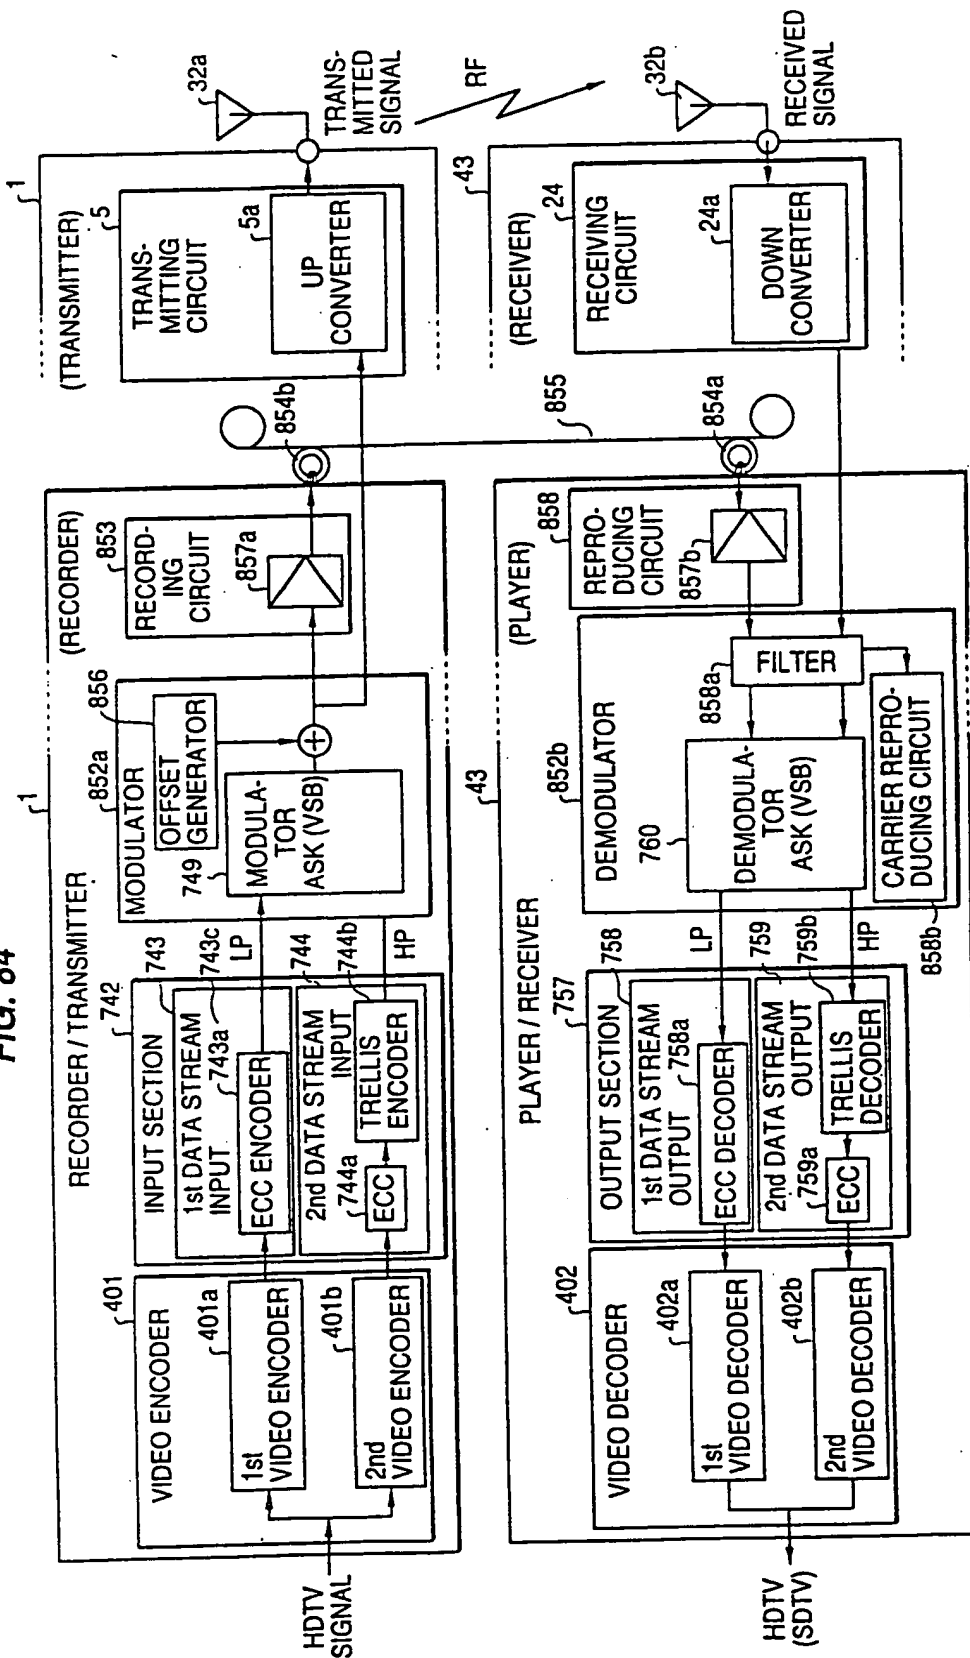 FIG. 84
RECORDER / TRANSMITTER
1
(RECORDER)
(TRANSMITTER)
1
HDTV
SIGNAL
401
VIDEO ENCODER
401a
1st
VIDEO ENCODER
401b
2nd
VIDEO ENCODER
742
INPUT SECTION
743
1st DATA STREAM
INPUT
743c
743a
ECC ENCODER
LP
744
2nd DATA STREAM
INPUT
744a
ECC
744b
TRELLIS
ENCODER
HP
852a
MODULATOR
856
OFFSET
GENERATOR
749
MODULA-
TOR
ASK (VSB)
853
RECORD-
ING
CIRCUIT
857a
854b
5
TRANS-
MITTING
CIRCUIT
5a
UP
CONVERTER
32a
TRANS-
MITTED
SIGNAL
RF
855
PLAYER / RECEIVER
43
(PLAYER)
(RECEIVER)
43
HDTV
(SDTV)
402
VIDEO DECODER
402a
1st
VIDEO DECODER
402b
2nd
VIDEO DECODER
757
OUTPUT SECTION
758
1st DATA STREAM
OUTPUT
758a
ECC DECODER
LP
759
2nd DATA STREAM
OUTPUT
759a
ECC
759b
TRELLIS
DECODER
HP
852b
DEMODULATOR
760
DEMODULA-
TOR
ASK (VSB)
858a
FILTER
858b
CARRIER REPRO-
DUCING CIRCUIT
858
REPRO-
DUCING
CIRCUIT
857b
854a
24
RECEIVING
CIRCUIT
24a
DOWN
CONVERTER
32b
RECEIVED
SIGNAL